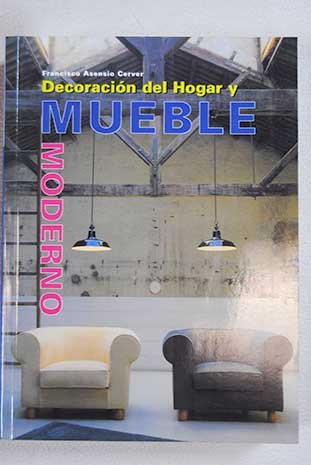 Francisco Asensio Cerver
Decoración del Hogar y
MUEBLE
MODERNO